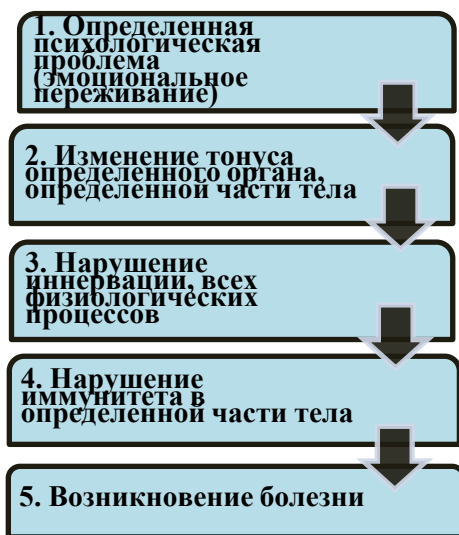 1. Определенная
психологическая
проблема
(эмоциональное
переживание)
2. Изменение тонуса
определенного органа,
определенной части тела
3. Нарушение
иннервации, всех
физиологических
процессов
4. Нарушение
иммунитета в
определенной части тела
5. Возникновение болезни